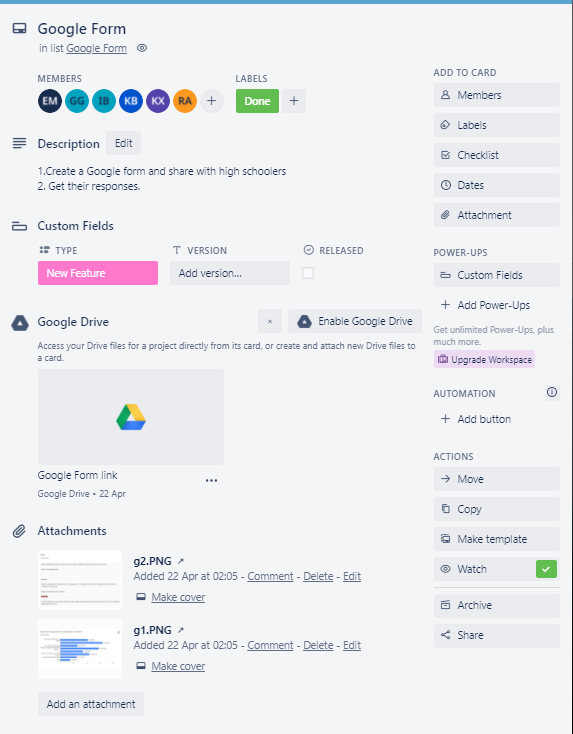 Google Form
in list Google Form
MEMBERS
LABELS
EM GG IB KB KX RA +
Done +
Description Edit
1.Create a Google form and share with high schoolers
2. Get their responses.
Custom Fields
TYPE
VERSION
RELEASED
New Feature
Add version...
Google Drive
× Enable Google Drive
Access your Drive files for a project directly from its card, or create and attach new Drive files to
a card.
Google Form link
Google Drive • 22 Apr
Attachments
g2.PNG ↗
Added 22 Apr at 02:05 - Comment - Delete - Edit
Make cover
g1.PNG ↗
Added 22 Apr at 02:05 - Comment - Delete - Edit
Make cover
Add an attachment
ADD TO CARD
Members
Labels
Checklist
Dates
Attachment
POWER-UPS
Custom Fields
+ Add Power-Ups
Get unlimited Power-Ups, plus
much more.
Upgrade Workspace
AUTOMATION
+ Add button
ACTIONS
Move
Copy
Make template
Watch
Archive
Share